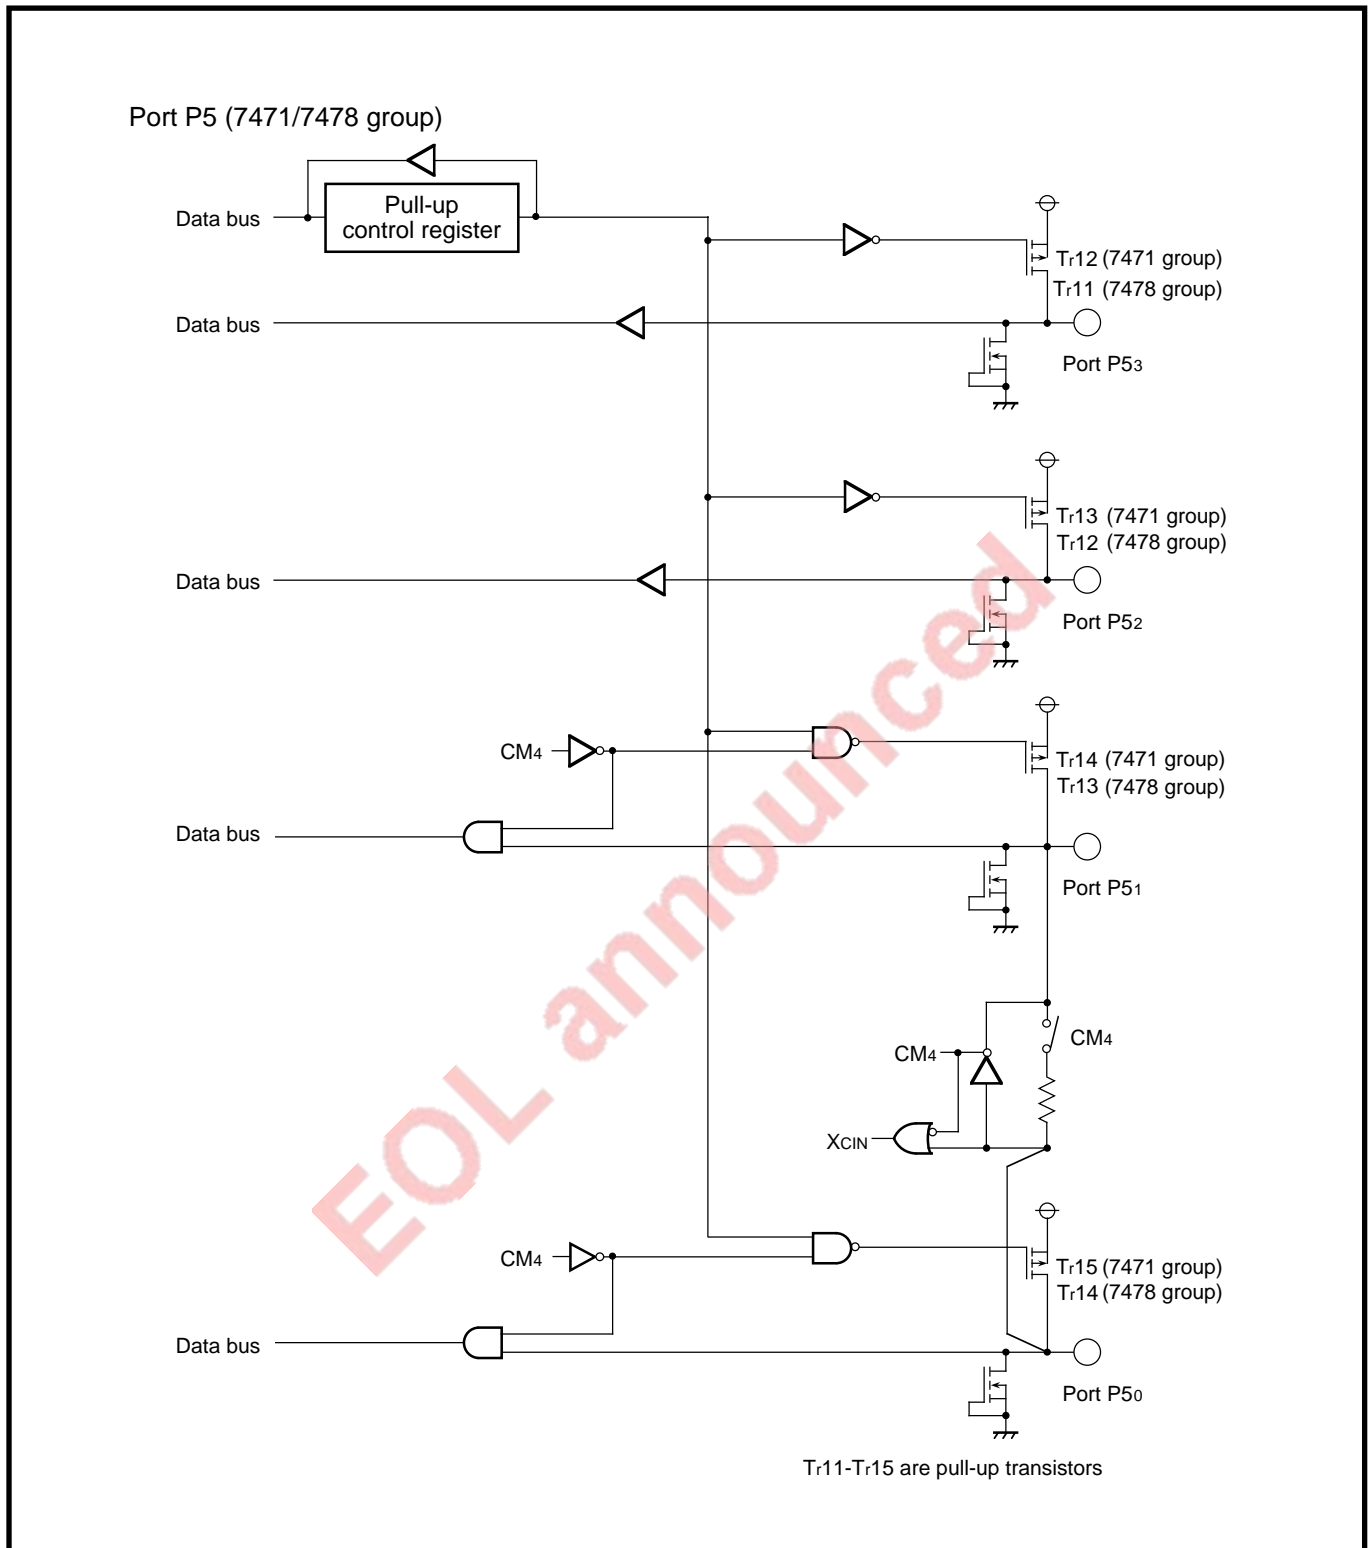 Port P5 (7471/7478 group)
Pull-up
control register
Data bus
Tr12 (7471 group)
Tr11 (7478 group)
Data bus
Port P53
Tr13 (7471 group)
Tr12 (7478 group)
Data bus
Port P52
CM4
Tr14 (7471 group)
Tr13 (7478 group)
Data bus
Port P51
CM4
CM4
XCIN
CM4
Tr15 (7471 group)
Tr14 (7478 group)
Data bus
Port P50
Tr11-Tr15 are pull-up transistors
EOL announced